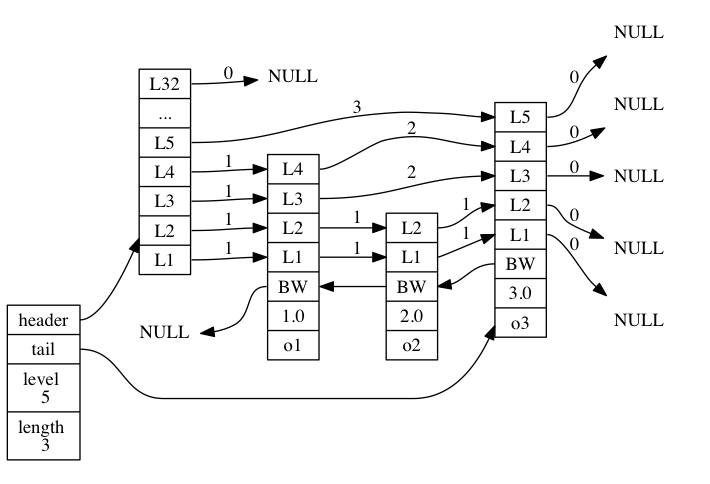 NULL
L32
0
NULL
...
L5
3
L4
1
L3
1
L2
1
L1
1
L4
2
L3
2
L2
1
L1
1
BW
1.0
o1
NULL
L2
1
L1
1
BW
2.0
o2
L5
0
L4
0
NULL
L3
0
NULL
L2
0
NULL
L1
0
NULL
BW
3.0
o3
header
tail
level
5
length
3